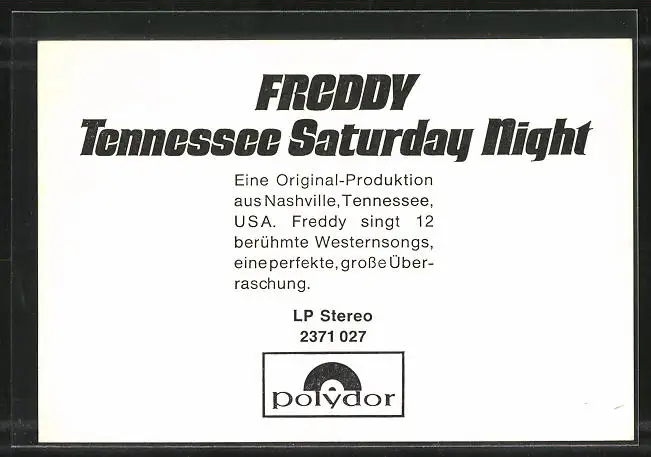 FREDDY
Tennessee Saturday Night
Eine Original-Produktion
aus Nashville, Tennessee,
USA. Freddy singt 12
berühmte Westernsongs,
eine perfekte, große Über-
raschung.
LP Stereo
2371 027
polydor